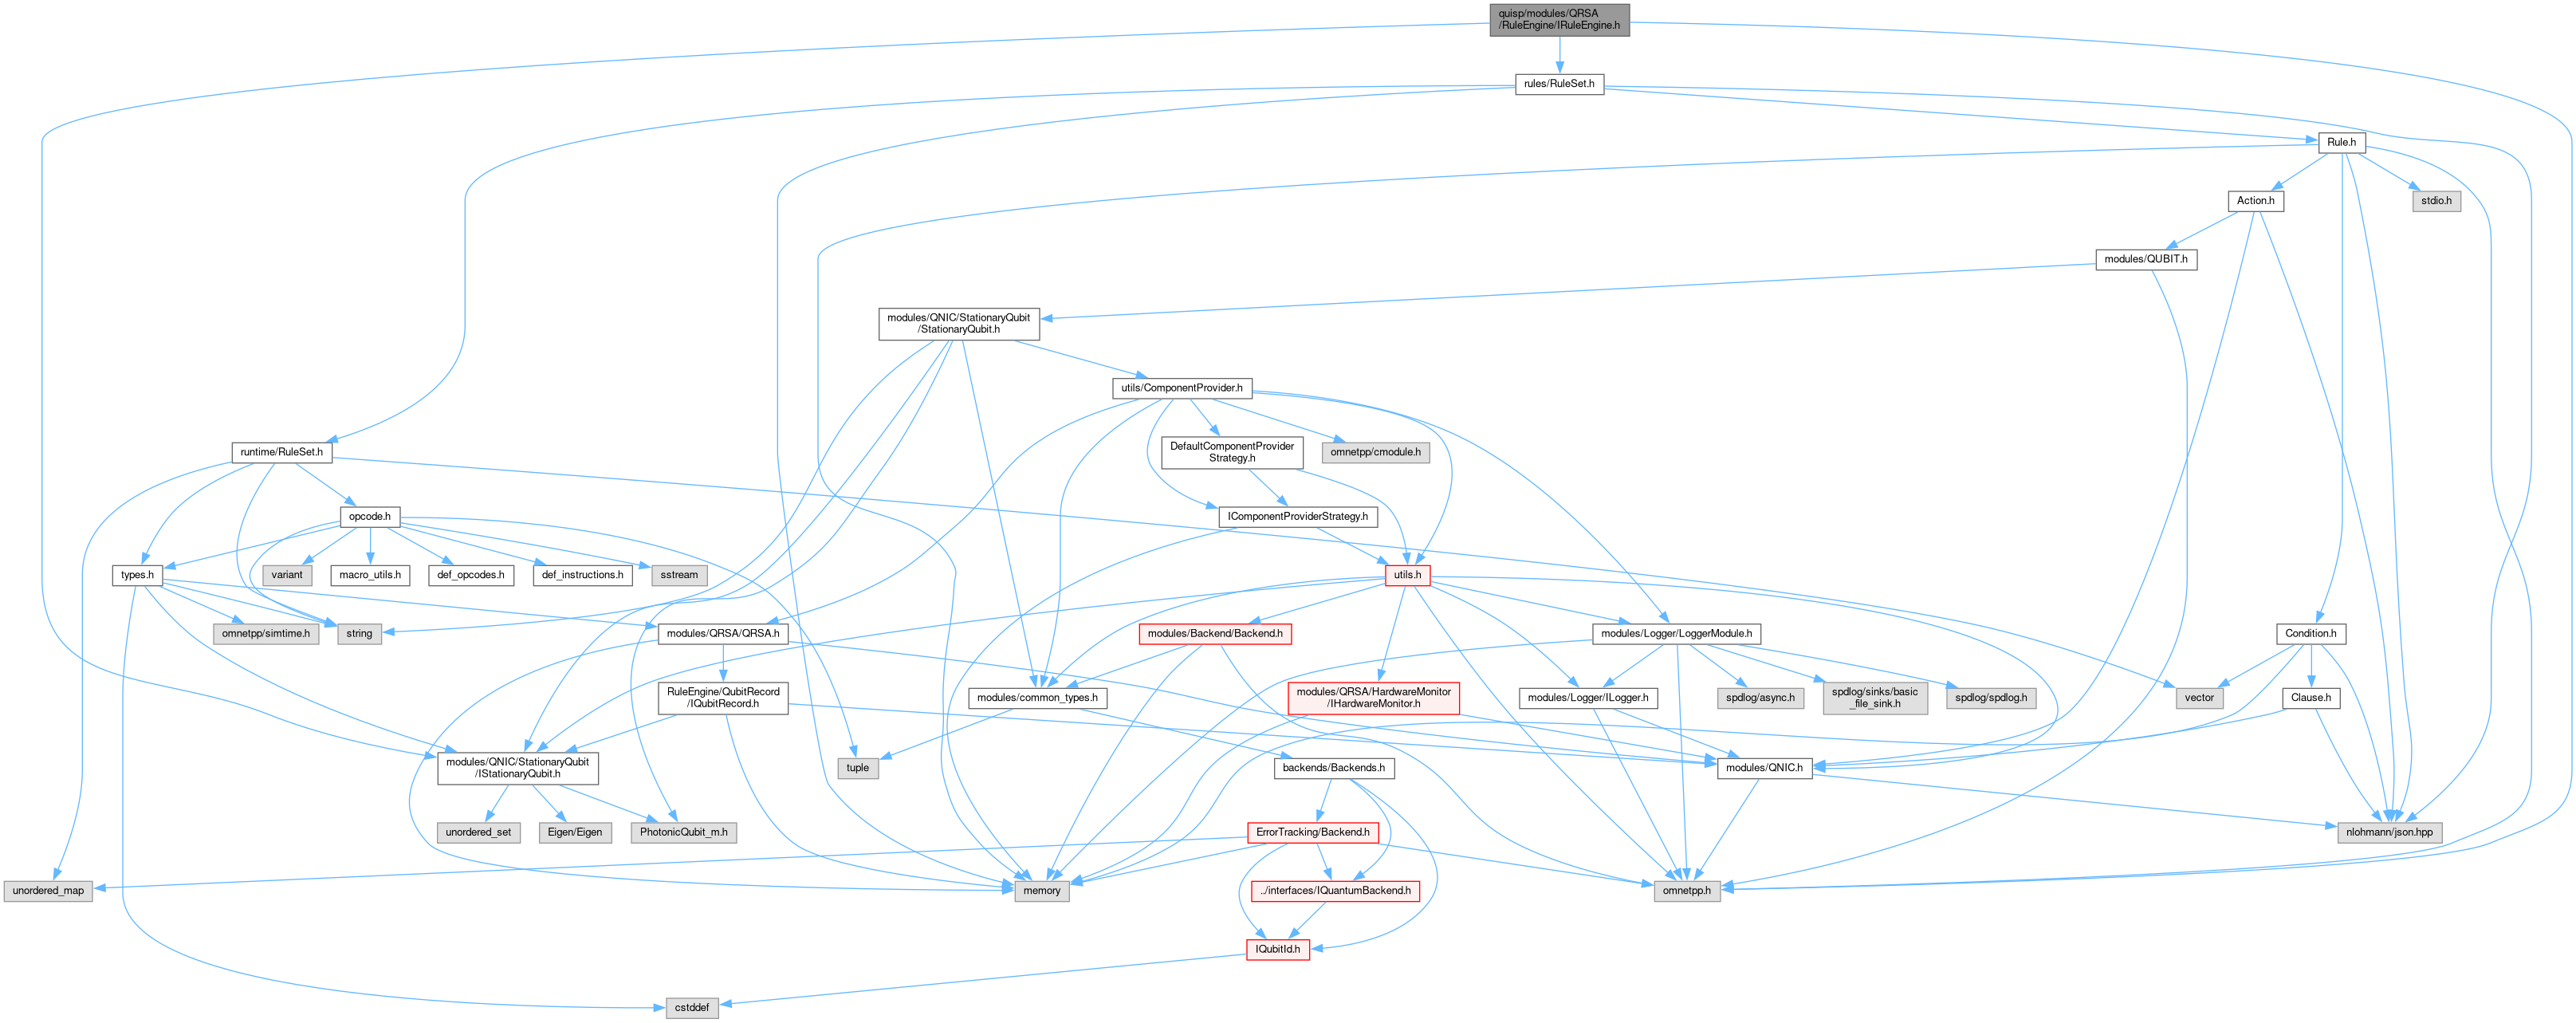 quisp/modules/QRSA
/RuleEngine/IRuleEngine.h
rules/RuleSet.h
Rule.h
Action.h
stdio.h
modules/QUBIT.h
modules/QNIC/StationaryQubit
/StationaryQubit.h
utils/ComponentProvider.h
runtime/RuleSet.h
DefaultComponentProvider
Strategy.h
omnetpp/cmodule.h
opcode.h
IComponentProviderStrategy.h
types.h
variant
macro_utils.h
def_opcodes.h
def_instructions.h
sstream
utils.h
omnetpp/simtime.h
string
modules/QRSA/QRSA.h
modules/Backend/Backend.h
modules/Logger/LoggerModule.h
Condition.h
RuleEngine/QubitRecord
/IQubitRecord.h
modules/common_types.h
modules/QRSA/HardwareMonitor
/IHardwareMonitor.h
modules/Logger/ILogger.h
spdlog/async.h
spdlog/sinks/basic
_file_sink.h
spdlog/spdlog.h
vector
Clause.h
modules/QNIC/StationaryQubit
/IStationaryQubit.h
tuple
backends/Backends.h
modules/QNIC.h
unordered_set
Eigen/Eigen
PhotonicQubit_m.h
ErrorTracking/Backend.h
nlohmann/json.hpp
unordered_map
memory
../interfaces/IQuantumBackend.h
omnetpp.h
IQubitId.h
cstddef